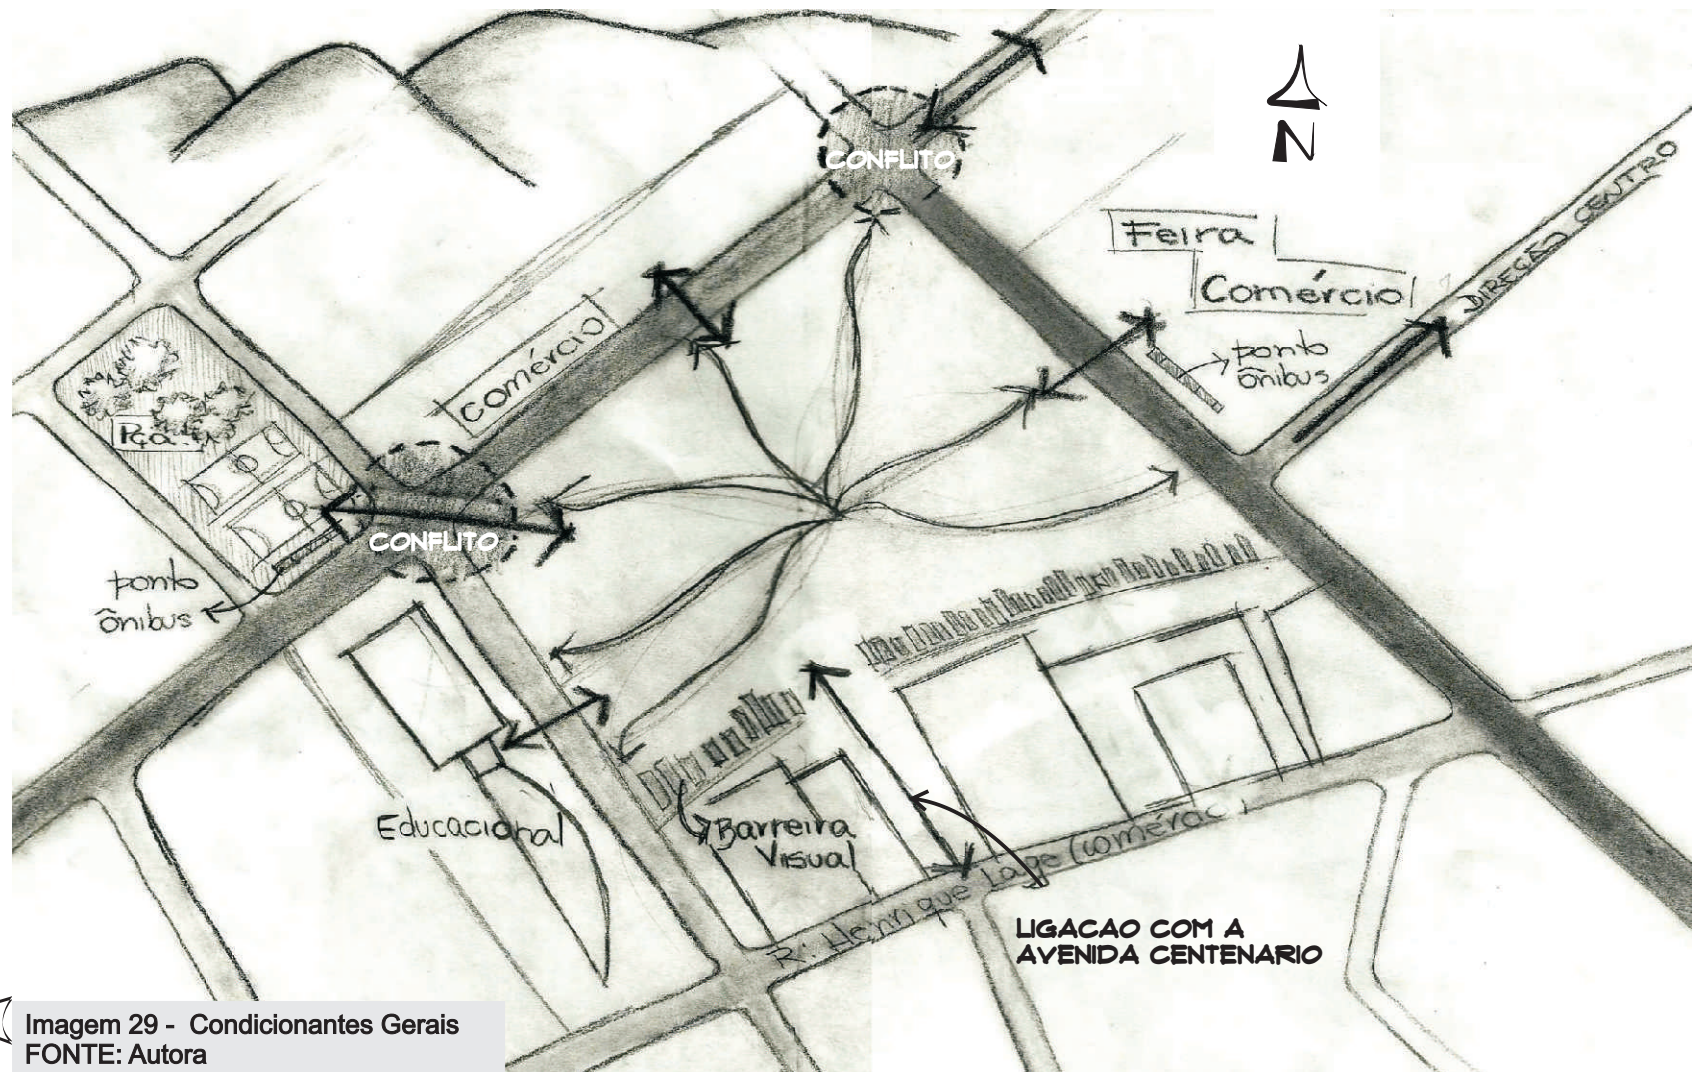 CONFLITO
N
DIREÇÃO CENTRO
Feira
Comércio
ponto
ônibus
comércio
Pça.
CONFLITO
ponto
ônibus
Educacional
Barreira
Visual
R: Henrique Lage (comérac)
LIGACAO COM A
AVENIDA CENTENARIO
Imagem 29 - Condicionantes Gerais
FONTE: Autora